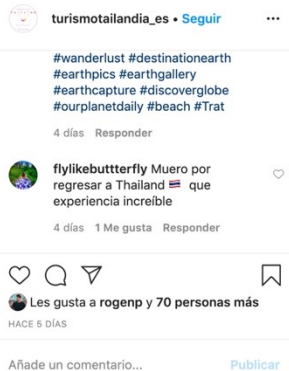 turismotailandia_es • Seguir
#wanderlust #destinationearth
#earthpics #earthgallery
#earthcapture #discoverglobe
#ourplanetdaily #beach #Trat
4 días Responder
flylikebuttterfly Muero por
regresar a Thailand 🇹🇭 que
experiencia increíble
4 días 1 Me gusta Responder
Les gusta a rogenp y 70 personas más
HACE 5 DÍAS
Añade un comentario... Publicar